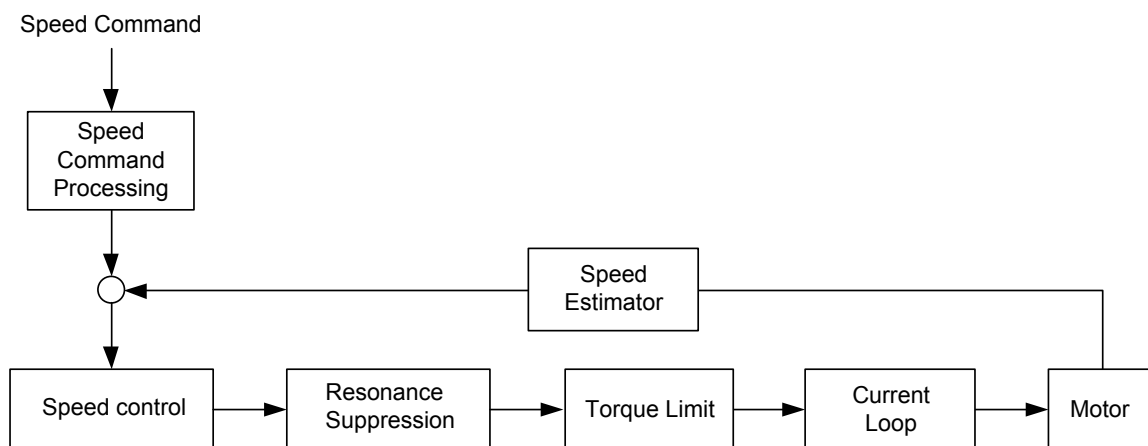 Speed Command
Speed
Command
Processing
Speed
Estimator
Speed control
Resonance
Suppression
Torque Limit
Current
Loop
Motor